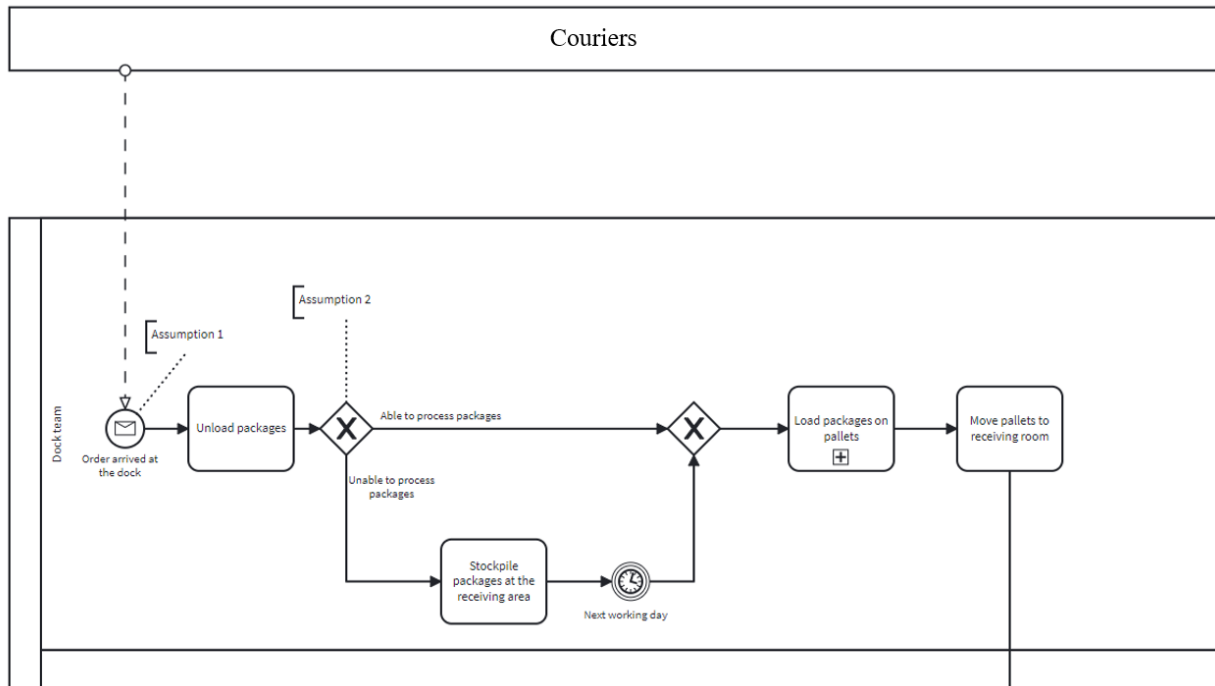 Couriers
Assumption 2
Assumption 1
Dock team
Order arrived at
the dock
Unload packages
Able to process packages
Unable to process
packages
Stockpile
packages at the
receiving area
Next working day
Load packages on
pallets
Move pallets to
receiving room